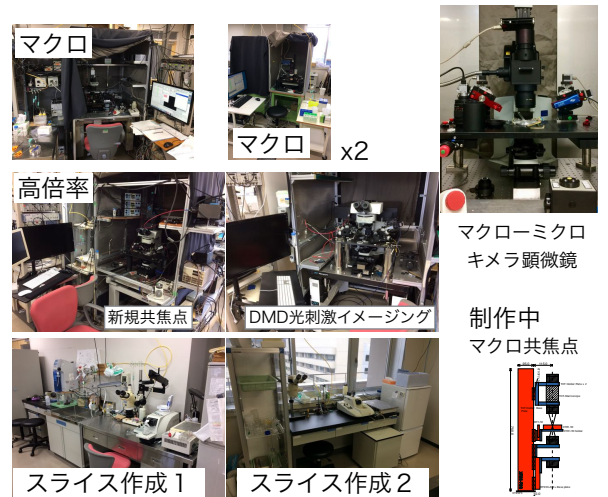 マクロ
マクロ
x2
高倍率
新規共焦点
DMD光刺激イメージング
マクローミクロ
キメラ顕微鏡
制作中
マクロ共焦点
スライス作成１
スライス作成２